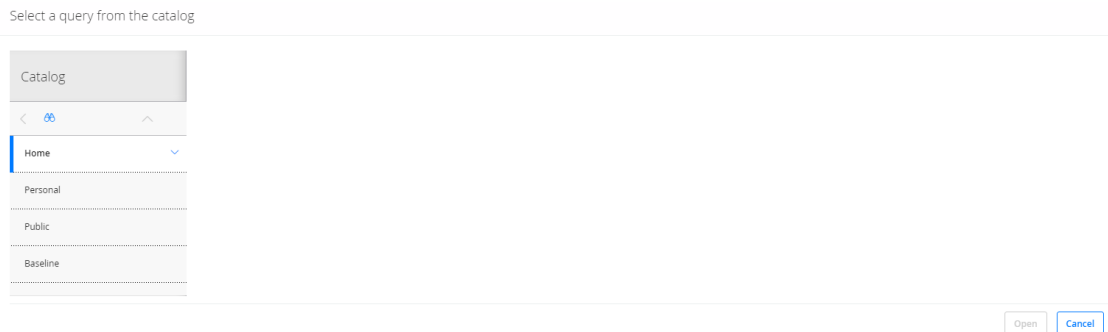 Select a query from the catalog
Catalog
Home
Personal
Public
Baseline
Open
Cancel